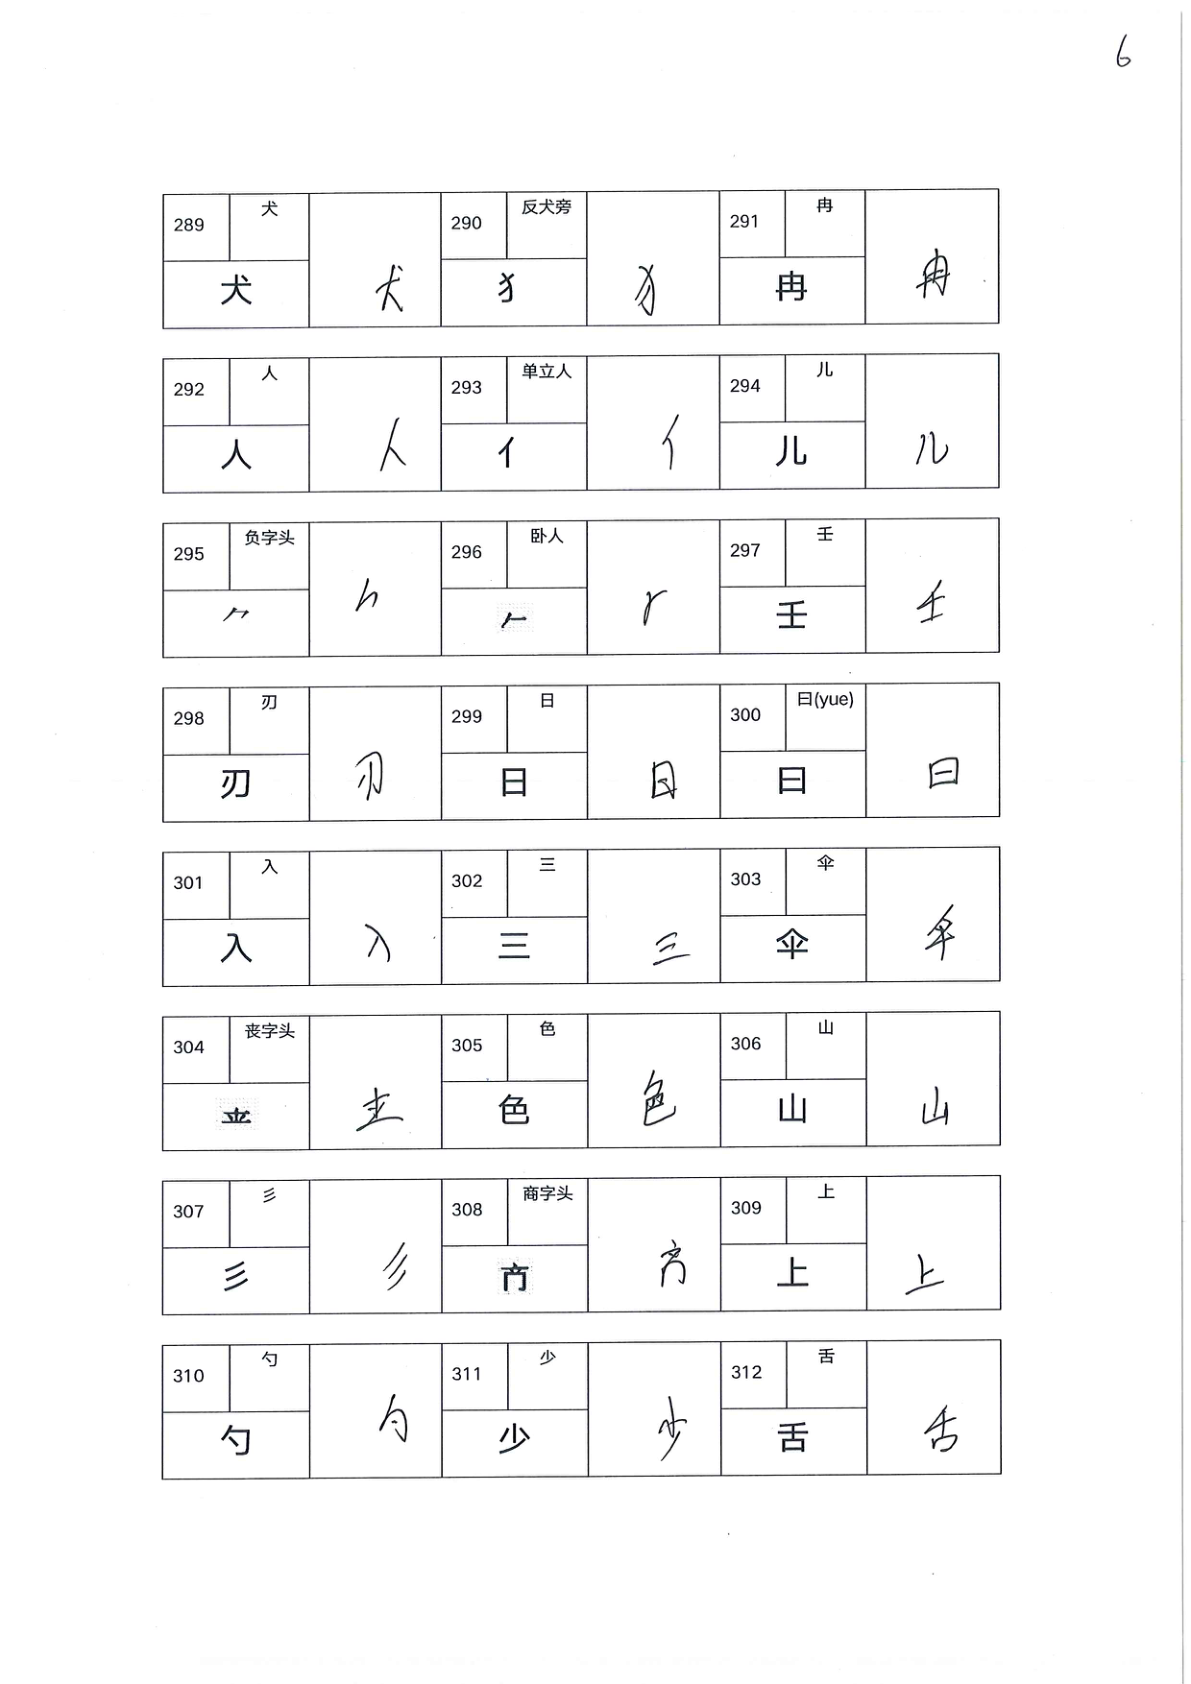 6
289 犬 290 反犬旁 291 冉
犬 犬 犭 犭 冉 冉
292 人 293 单立人 294 儿
人 人 亻 亻 儿 儿
295 负字头 296 卧人 297 壬
⺈ ⺈ 𠂉 𠂉 壬 壬
298 刃 299 日 300 曰(yue)
刃 刃 日 日 曰 曰
301 入 302 三 303 伞
入 入 三 三 伞 伞
304 丧字头 305 色 306 山
色 色 山 山
307 彡 308 商字头 309 上
彡 彡 上 上
310 勺 311 少 312 舌
勺 勺 少 少 舌 舌